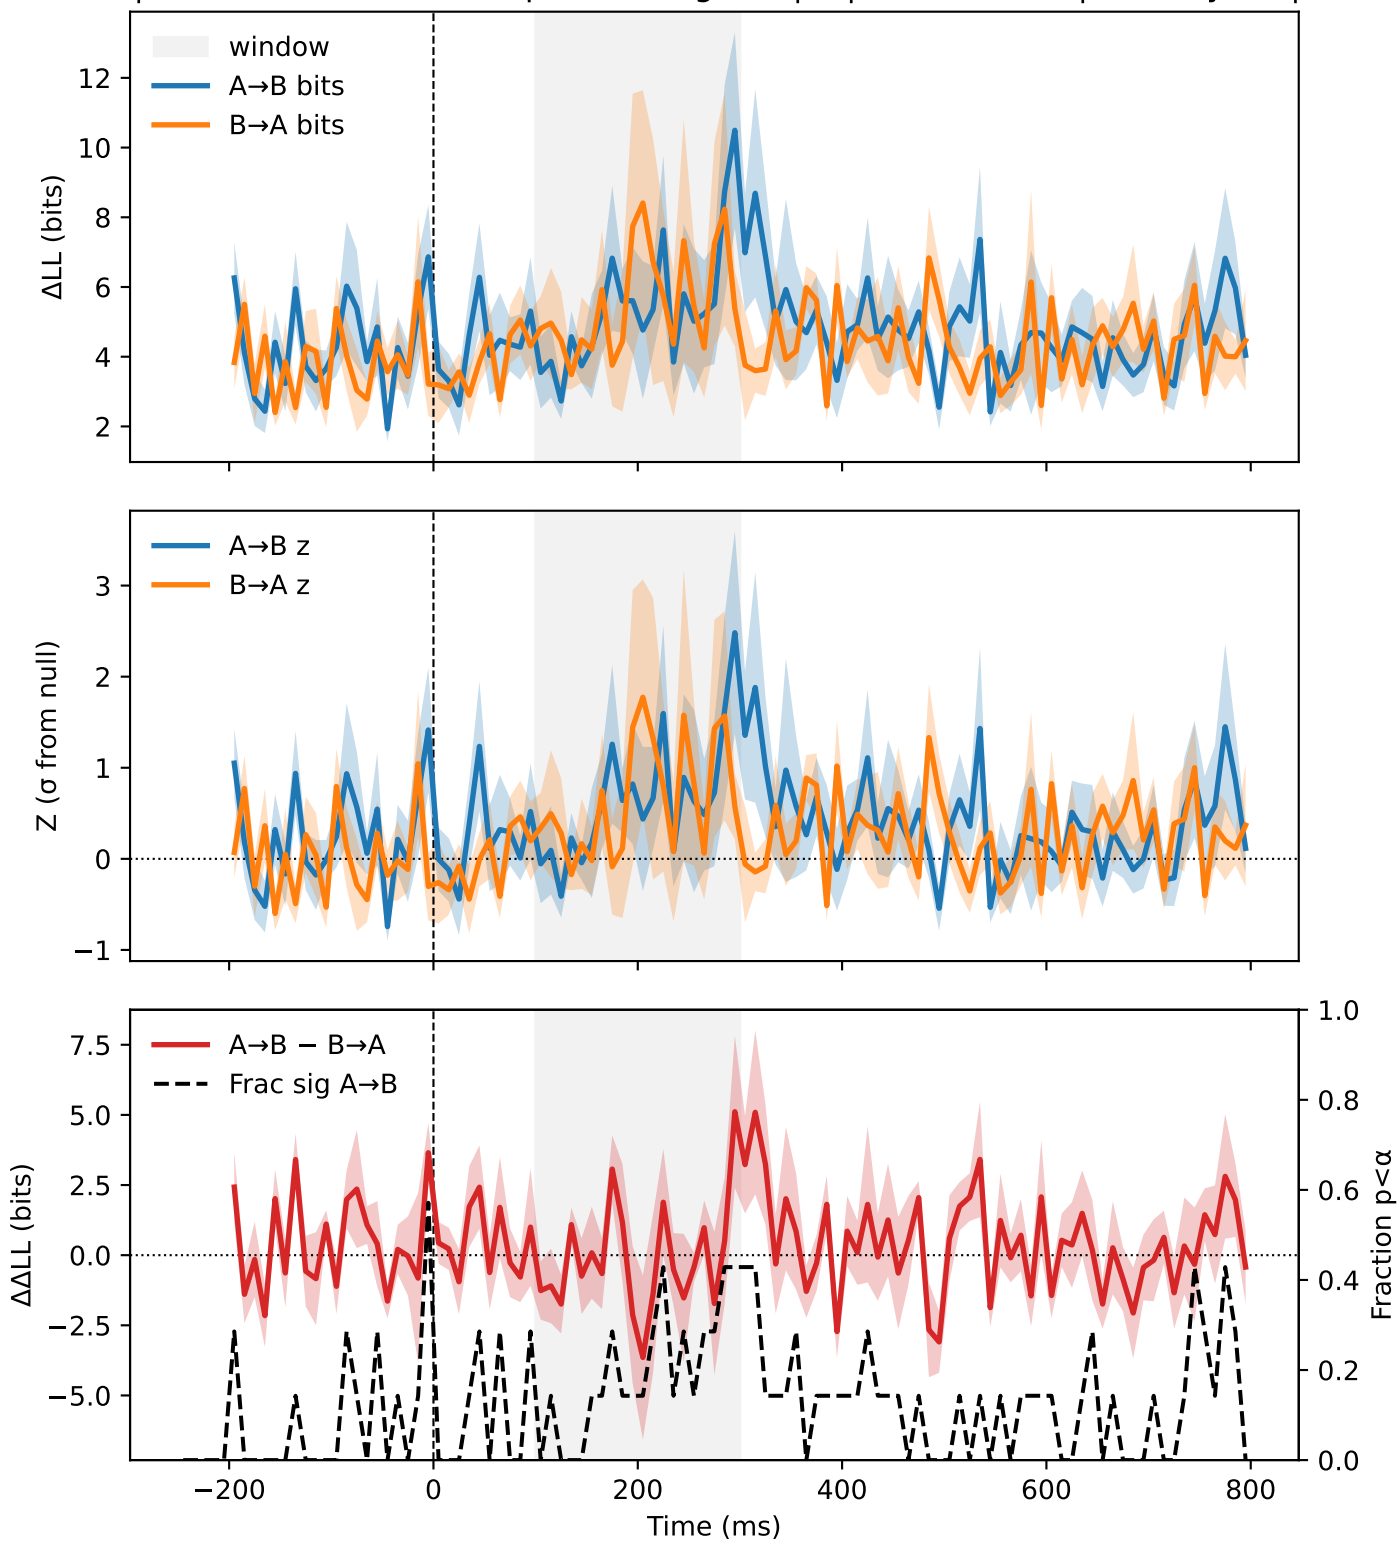 window
A→B bits
B→A bits
12
10
8
6
4
2
ΔLL (bits)
A→B z
B→A z
3
2
1
0
−1
Z (σ from null)
A→B − B→A
Frac sig A→B
7.5
5.0
2.5
0.0
−2.5
−5.0
ΔΔLL (bits)
1.0
0.8
0.6
0.4
0.2
0.0
Fraction p<α
−200
0
200
400
600
800
Time (ms)